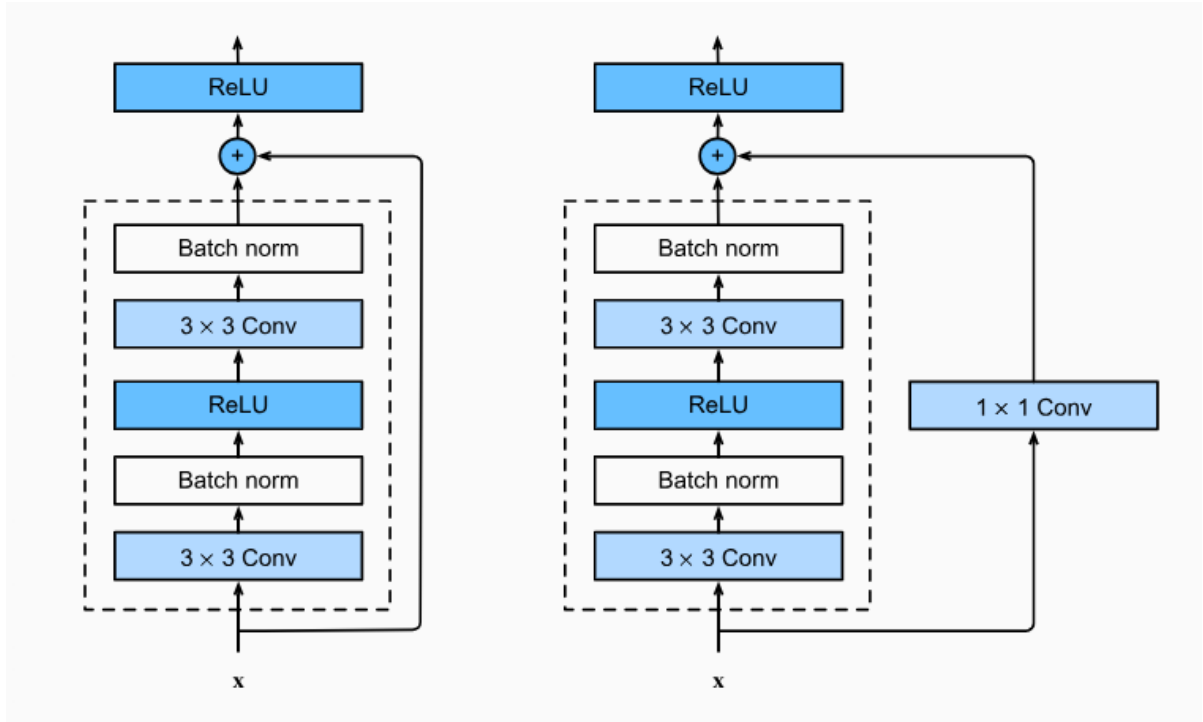 ReLU
+
Batch norm
3 × 3 Conv
ReLU
Batch norm
3 × 3 Conv
x
ReLU
+
Batch norm
3 × 3 Conv
ReLU
Batch norm
3 × 3 Conv
1 × 1 Conv
x